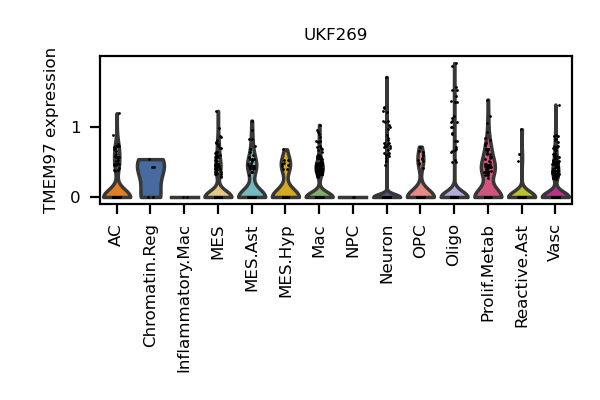 UKF269
TMEM97 expression
1
0
AC
Chromatin.Reg
Inflammatory.Mac
MES
MES.Ast
MES.Hyp
Mac
NPC
Neuron
OPC
Oligo
Prolif.Metab
Reactive.Ast
Vasc